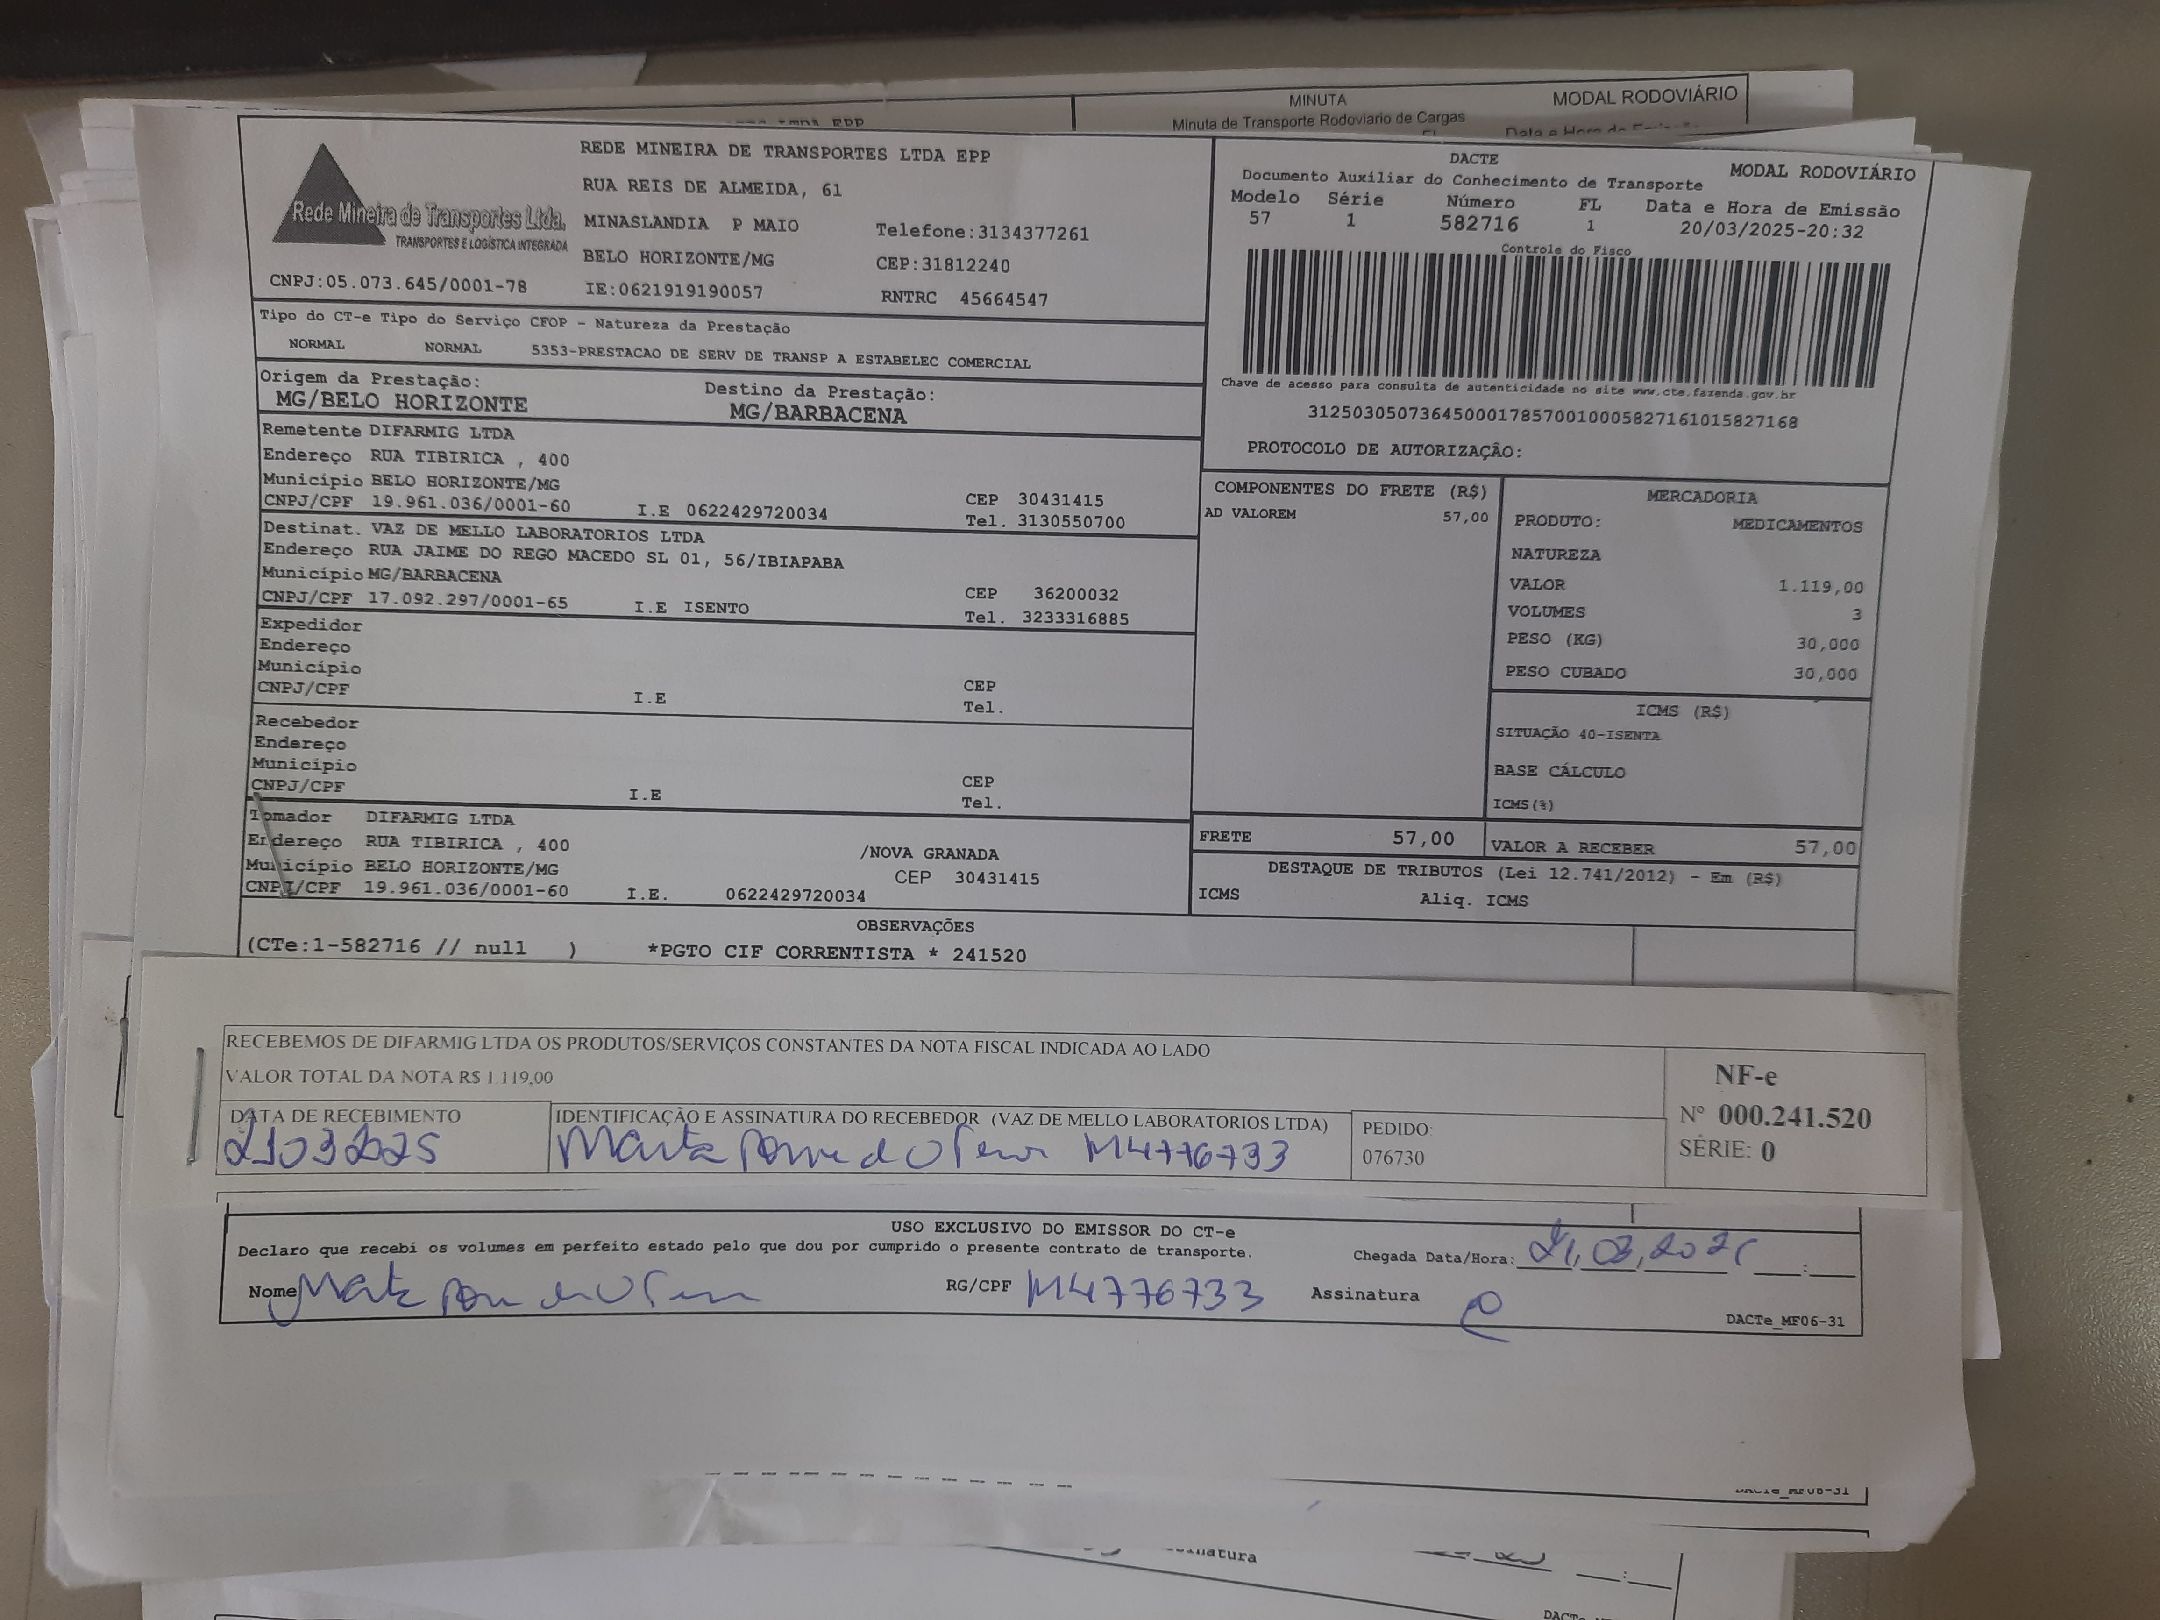 MINUTA
MODAL RODOVIÁRIO
Minuta de Transporte Rodoviario de Cargas
REDE MINEIRA DE TRANSPORTES LTDA EPP
RUA REIS DE ALMEIDA, 61
MINASLANDIA P MAIO
Telefone:3134377261
BELO HORIZONTE/MG
CEP:31812240
Rede Mineira de Transportes Ltda.
TRANSPORTES E LOGÍSTICA INTEGRADA
CNPJ:05.073.645/0001-78
IE:0621919190057
RNTRC 45664547
DACTE
MODAL RODOVIÁRIO
Documento Auxiliar do Conhecimento de Transporte
Modelo Série Número FL Data e Hora de Emissão
57 1 582716 1 20/03/2025-20:32
Controle do Fisco
Chave de acesso para consulta de autenticidade no site www.cte.fazenda.gov.br
31250305073645000178570010005827161015827168
PROTOCOLO DE AUTORIZAÇÃO:
Tipo do CT-e Tipo do Serviço CFOP - Natureza da Prestação
NORMAL NORMAL 5353-PRESTACAO DE SERV DE TRANSP A ESTABELEC COMERCIAL
Origem da Prestação: Destino da Prestação:
MG/BELO HORIZONTE MG/BARBACENA
Remetente DIFARMIG LTDA
Endereço RUA TIBIRICA , 400
Município BELO HORIZONTE/MG CEP 30431415
CNPJ/CPF 19.961.036/0001-60 I.E 0622429720034 Tel. 3130550700
Destinat. VAZ DE MELLO LABORATORIOS LTDA
Endereço RUA JAIME DO REGO MACEDO SL 01, 56/IBIAPABA
Município MG/BARBACENA CEP 36200032
CNPJ/CPF 17.092.297/0001-65 I.E ISENTO Tel. 3233316885
Expedidor
Endereço
Município CEP
CNPJ/CPF I.E Tel.
Recebedor
Endereço
Município CEP
CNPJ/CPF I.E Tel.
Tomador DIFARMIG LTDA
Endereço RUA TIBIRICA , 400 /NOVA GRANADA
Município BELO HORIZONTE/MG CEP 30431415
CNPJ/CPF 19.961.036/0001-60 I.E. 0622429720034
COMPONENTES DO FRETE (R$)
AD VALOREM 57,00
MERCADORIA
PRODUTO: MEDICAMENTOS
NATUREZA
VALOR 1.119,00
VOLUMES 3
PESO (KG) 30,000
PESO CUBADO 30,000
ICMS (R$)
SITUAÇÃO 40-ISENTA
BASE CÁLCULO
ICMS(%)
FRETE 57,00 VALOR A RECEBER 57,00
DESTAQUE DE TRIBUTOS (Lei 12.741/2012) - Em (R$)
ICMS Aliq. ICMS
OBSERVAÇÕES
(CTe:1-582716 // null ) *PGTO CIF CORRENTISTA * 241520
RECEBEMOS DE DIFARMIG LTDA OS PRODUTOS/SERVIÇOS CONSTANTES DA NOTA FISCAL INDICADA AO LADO
VALOR TOTAL DA NOTA R$ 1.119,00
NF-e
Nº 000.241.520
SÉRIE: 0
DATA DE RECEBIMENTO IDENTIFICAÇÃO E ASSINATURA DO RECEBEDOR (VAZ DE MELLO LABORATORIOS LTDA) PEDIDO:
21032025 M4776733 076730
USO EXCLUSIVO DO EMISSOR DO CT-e
Declaro que recebi os volumes em perfeito estado pelo que dou por cumprido o presente contrato de transporte. Chegada Data/Hora: 21,03,2025
Nome RG/CPF M4776733 Assinatura
DACTe_MF06-31